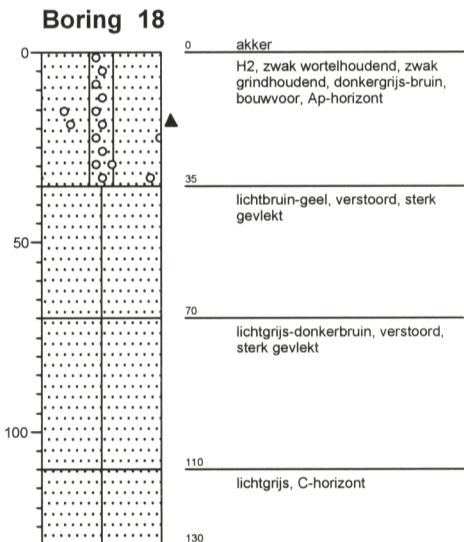 Boring 18
0
0
akker
H2, zwak wortelhoudend, zwak
grindhoudend, donkergrijs-bruin,
bouwvoor, Ap-horizont
35
lichtbruin-geel, verstoord, sterk
gevlekt
50
70
lichtgrijs-donkerbruin, verstoord,
sterk gevlekt
100
110
lichtgrijs, C-horizont
130